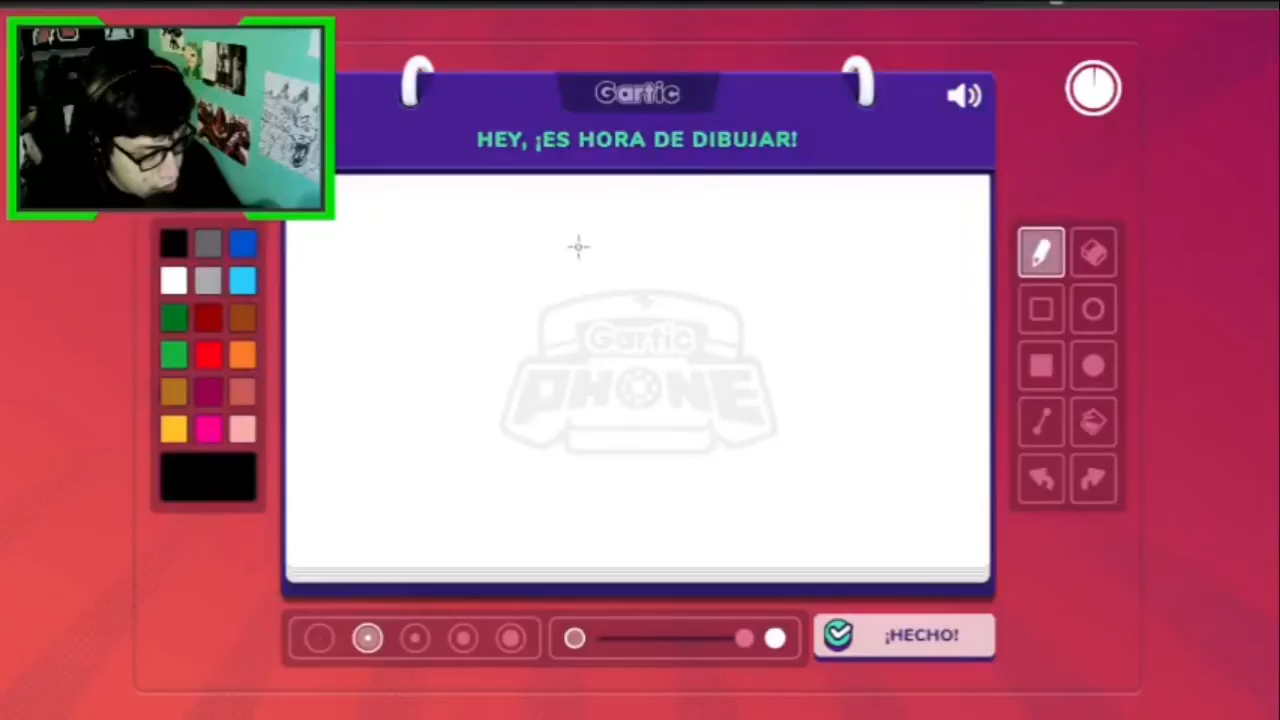 Gartic
HEY, ¡ES HORA DE DIBUJAR!
Gartic
PHONE
¡HECHO!